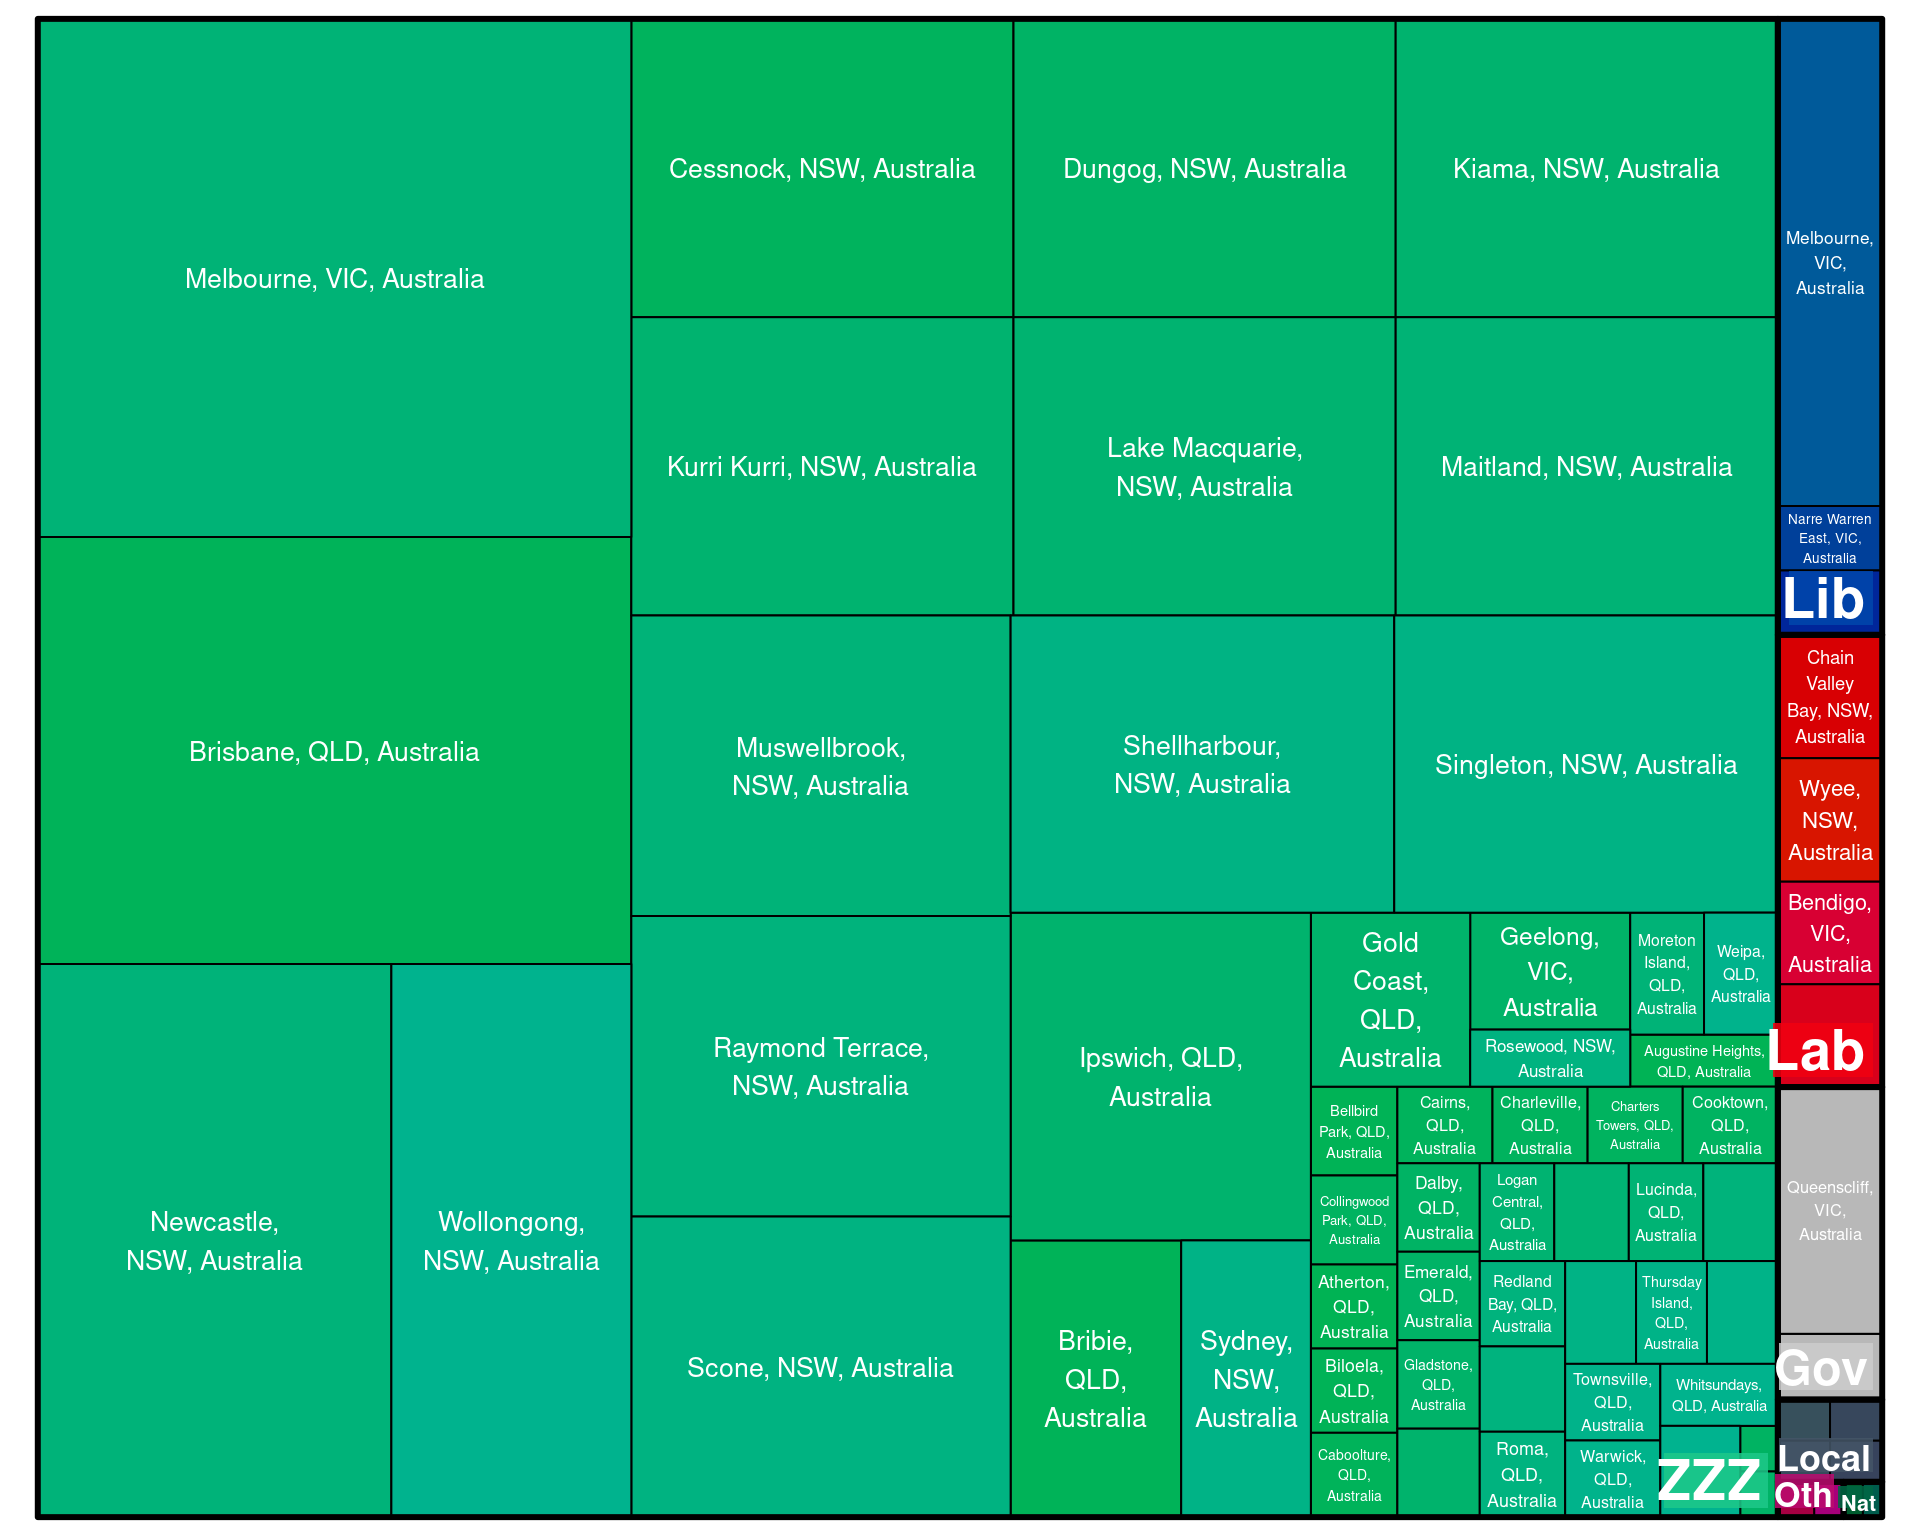 Melbourne, VIC, Australia
Brisbane, QLD, Australia
Newcastle,
NSW, Australia
Wollongong,
NSW, Australia
Cessnock, NSW, Australia
Dungog, NSW, Australia
Kiama, NSW, Australia
Kurri Kurri, NSW, Australia
Lake Macquarie,
NSW, Australia
Maitland, NSW, Australia
Muswellbrook,
NSW, Australia
Shellharbour,
NSW, Australia
Singleton, NSW, Australia
Raymond Terrace,
NSW, Australia
Scone, NSW, Australia
Ipswich, QLD,
Australia
Bribie,
QLD,
Australia
Sydney,
NSW,
Australia
Gold
Coast,
QLD,
Australia
Geelong,
VIC,
Australia
Rosewood, NSW,
Australia
Moreton
Island,
QLD,
Australia
Weipa,
QLD,
Australia
Augustine Heights,
QLD, Australia
Bellbird
Park, QLD,
Australia
Collingwood
Park, QLD,
Australia
Atherton,
QLD,
Australia
Biloela,
QLD,
Australia
Caboolture,
QLD,
Australia
Cairns,
QLD,
Australia
Charleville,
QLD,
Australia
Charters
Towers, QLD,
Australia
Cooktown,
QLD,
Australia
Dalby,
QLD,
Australia
Emerald,
QLD,
Australia
Gladstone,
QLD,
Australia
Logan
Central,
QLD,
Australia
Lucinda,
QLD,
Australia
Redland
Bay, QLD,
Australia
Roma,
QLD,
Australia
Thursday
Island,
QLD,
Australia
Townsville,
QLD,
Australia
Warwick,
QLD,
Australia
Whitsundays,
QLD, Australia
ZZZ
Melbourne,
VIC,
Australia
Narre Warren
East, VIC,
Australia
Lib
Chain
Valley
Bay, NSW,
Australia
Wyee,
NSW,
Australia
Bendigo,
VIC,
Australia
Lab
Queenscliff,
VIC,
Australia
Gov
Local
Oth
Nat